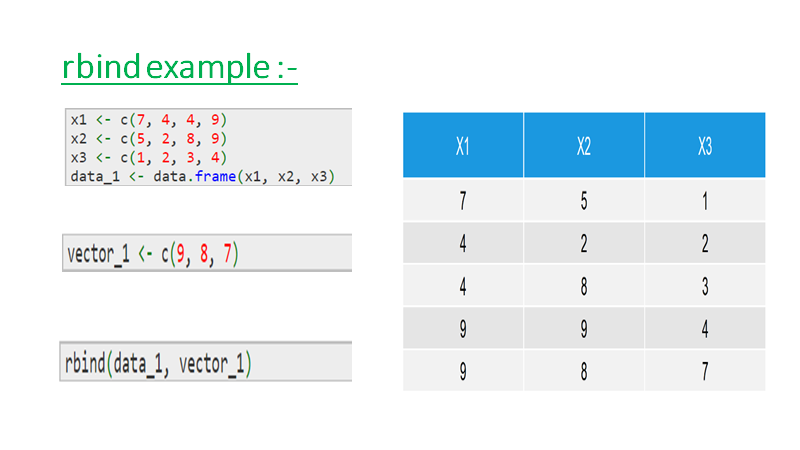 rbind example :-
x1 <- c(7, 4, 4, 9)
x2 <- c(5, 2, 8, 9)
x3 <- c(1, 2, 3, 4)
data_1 <- data.frame(x1, x2, x3)
vector_1 <- c(9, 8, 7)
rbind(data_1, vector_1)
X1 X2 X3
7 5 1
4 2 2
4 8 3
9 9 4
9 8 7